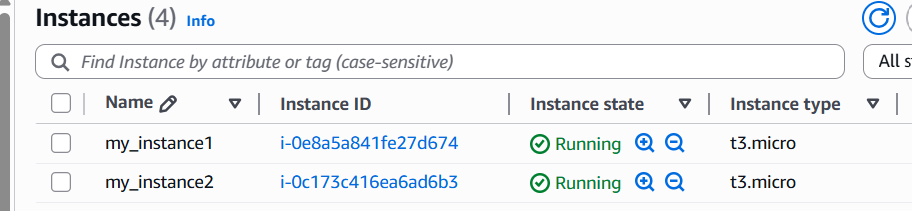 Instances (4) Info
Find Instance by attribute or tag (case-sensitive)
All s
Name Instance ID Instance state Instance type
my_instance1 i-0e8a5a841fe27d674 Running t3.micro
my_instance2 i-0c173c416ea6ad6b3 Running t3.micro